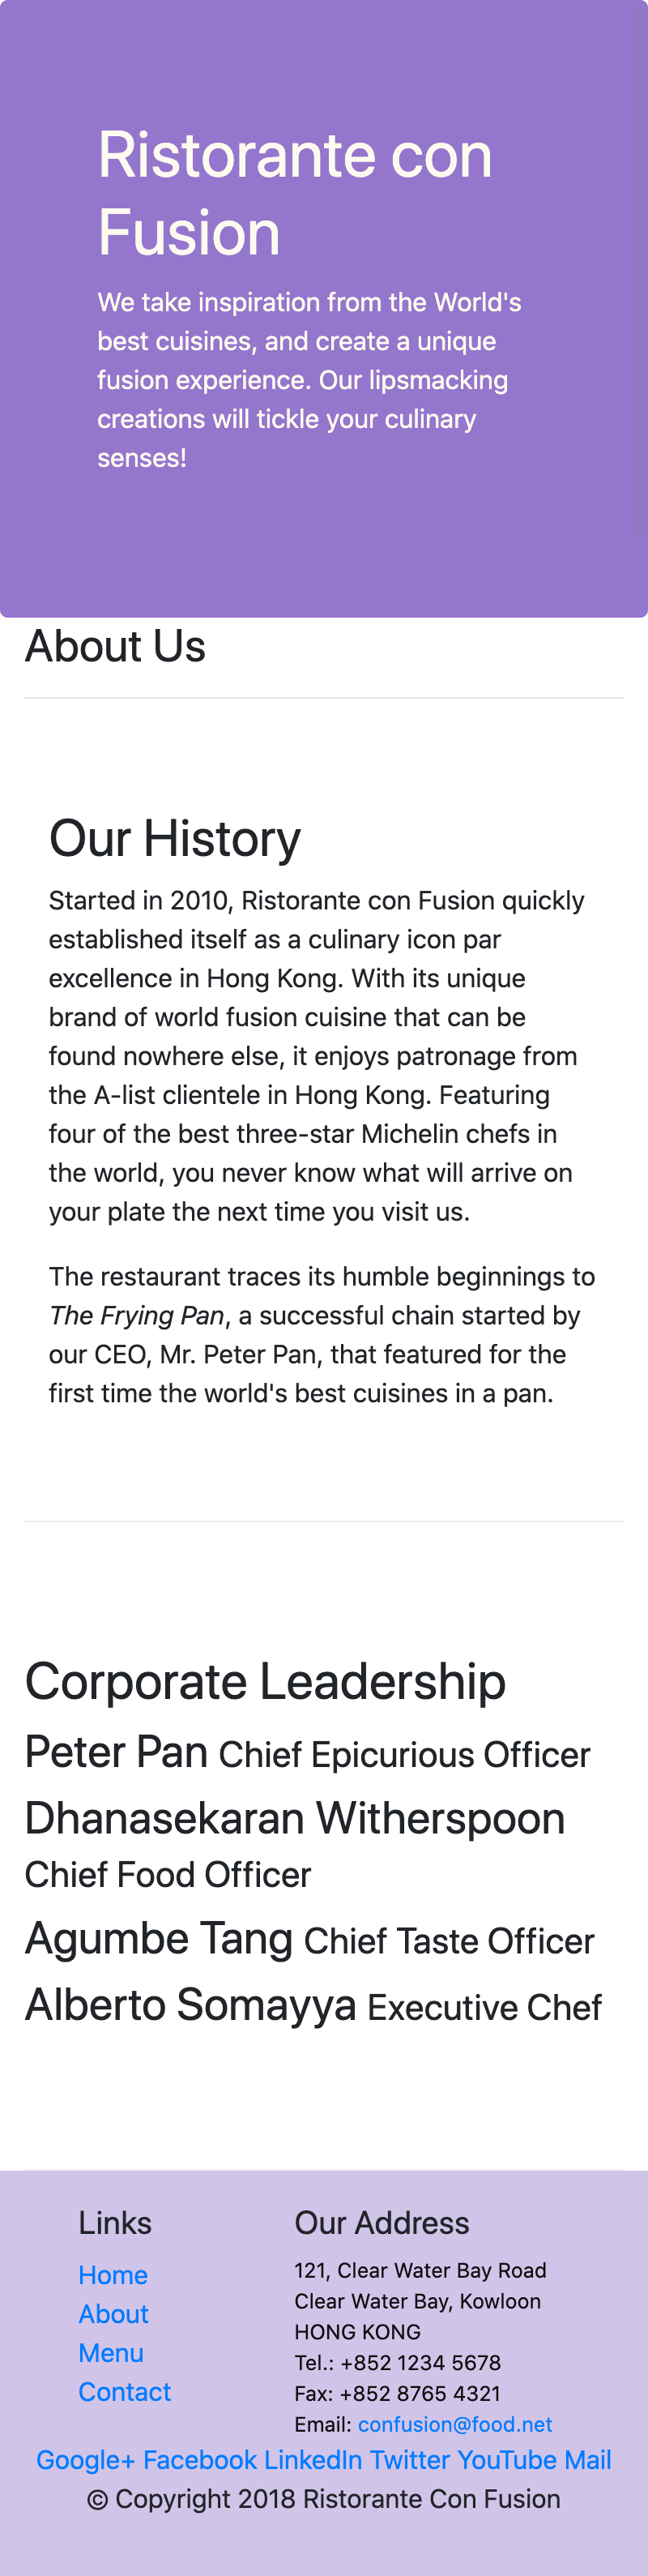 Ristorante con
Fusion
We take inspiration from the World's
best cuisines, and create a unique
fusion experience. Our lipsmacking
creations will tickle your culinary
senses!
About Us
Our History
Started in 2010, Ristorante con Fusion quickly
established itself as a culinary icon par
excellence in Hong Kong. With its unique
brand of world fusion cuisine that can be
found nowhere else, it enjoys patronage from
the A-list clientele in Hong Kong. Featuring
four of the best three-star Michelin chefs in
the world, you never know what will arrive on
your plate the next time you visit us.
The restaurant traces its humble beginnings to
The Frying Pan, a successful chain started by
our CEO, Mr. Peter Pan, that featured for the
first time the world's best cuisines in a pan.
Corporate Leadership
Peter Pan Chief Epicurious Officer
Dhanasekaran Witherspoon
Chief Food Officer
Agumbe Tang Chief Taste Officer
Alberto Somayya Executive Chef
Links
Home
About
Menu
Contact
Our Address
121, Clear Water Bay Road
Clear Water Bay, Kowloon
HONG KONG
Tel.: +852 1234 5678
Fax: +852 8765 4321
Email: confusion@food.net
Google+ Facebook LinkedIn Twitter YouTube Mail
© Copyright 2018 Ristorante Con Fusion